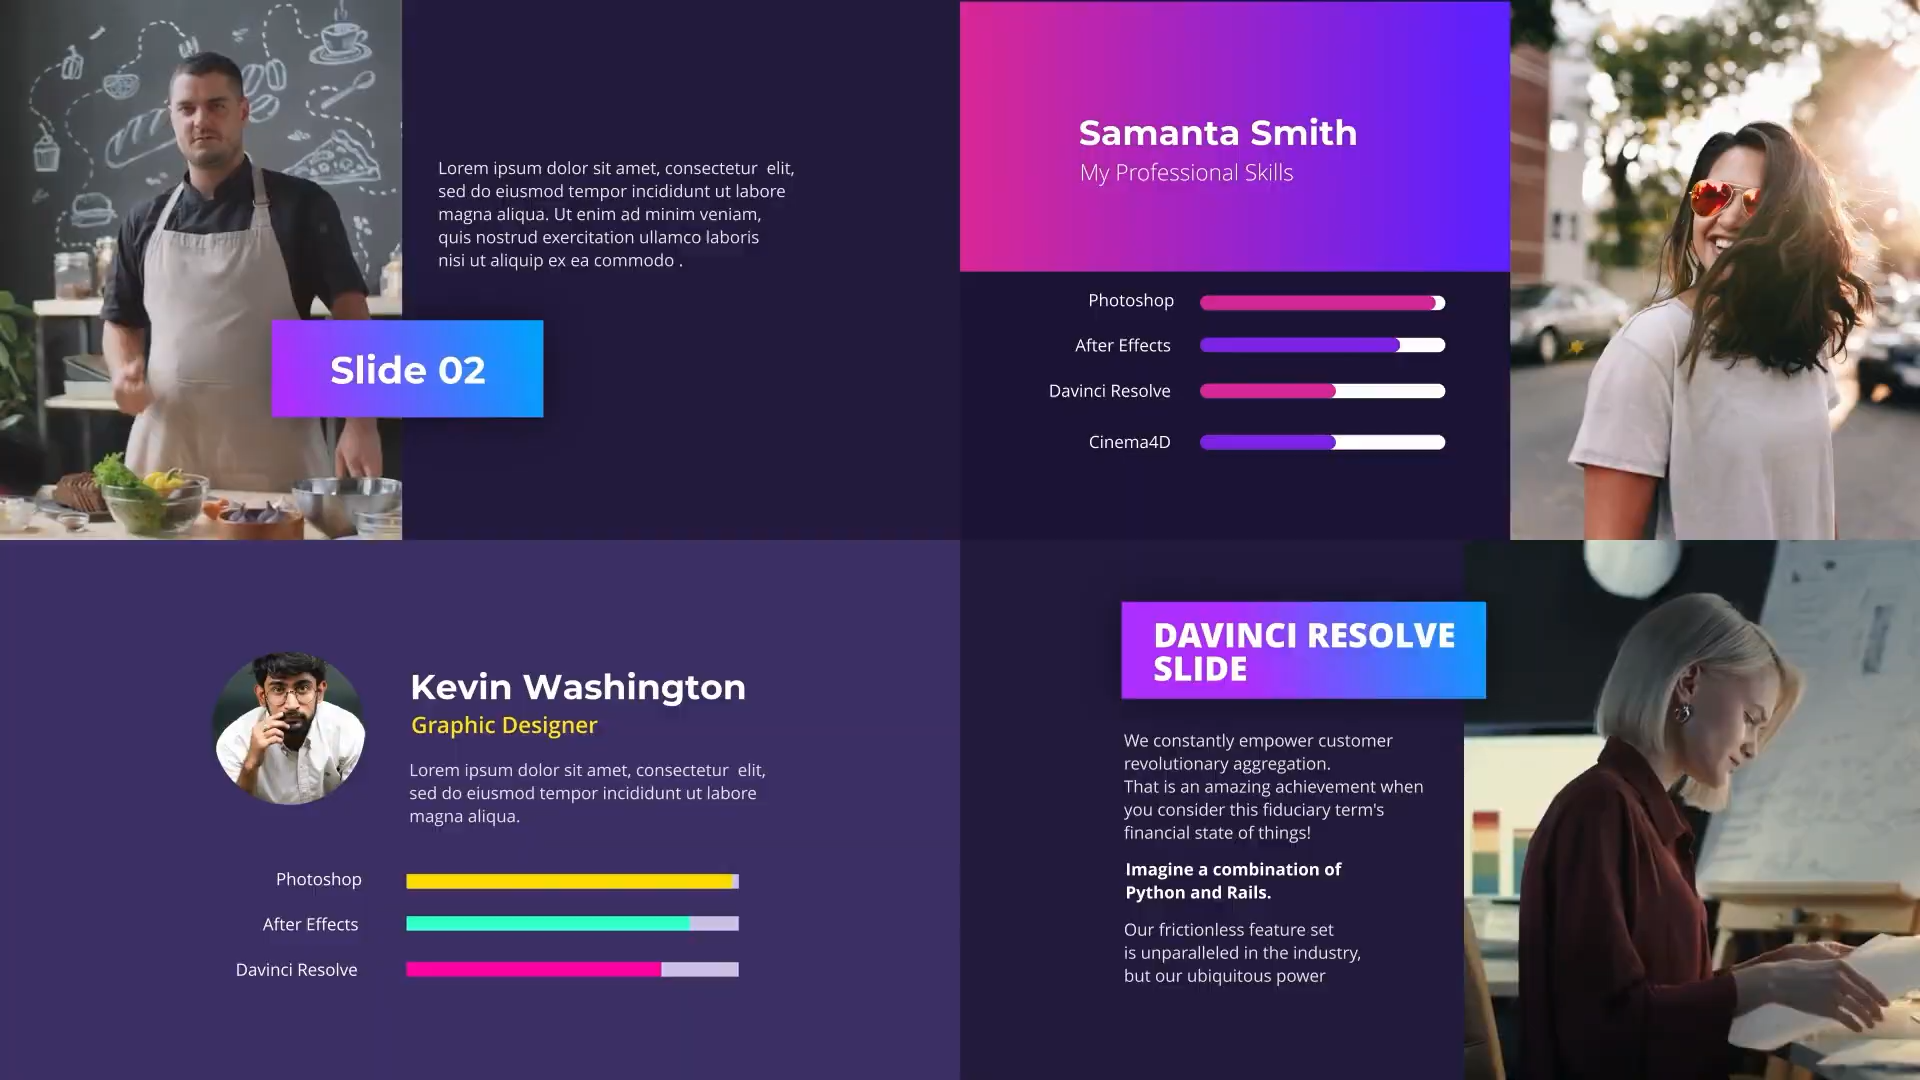 Lorem ipsum dolor sit amet, consectetur  elit,
sed do eiusmod tempor incididunt ut labore
magna aliqua. Ut enim ad minim veniam,
quis nostrud exercitation ullamco laboris
nisi ut aliquip ex ea commodo .
Slide 02
Samanta Smith
My Professional Skills
Photoshop
After Effects
Davinci Resolve
Cinema4D
Kevin Washington
Graphic Designer
Lorem ipsum dolor sit amet, consectetur  elit,
sed do eiusmod tempor incididunt ut labore
magna aliqua.
Photoshop
After Effects
Davinci Resolve
DAVINCI RESOLVE
SLIDE
We constantly empower customer
revolutionary aggregation.
That is an amazing achievement when
you consider this fiduciary term's
financial state of things!
Imagine a combination of
Python and Rails.
Our frictionless feature set
is unparalleled in the industry,
but our ubiquitous power